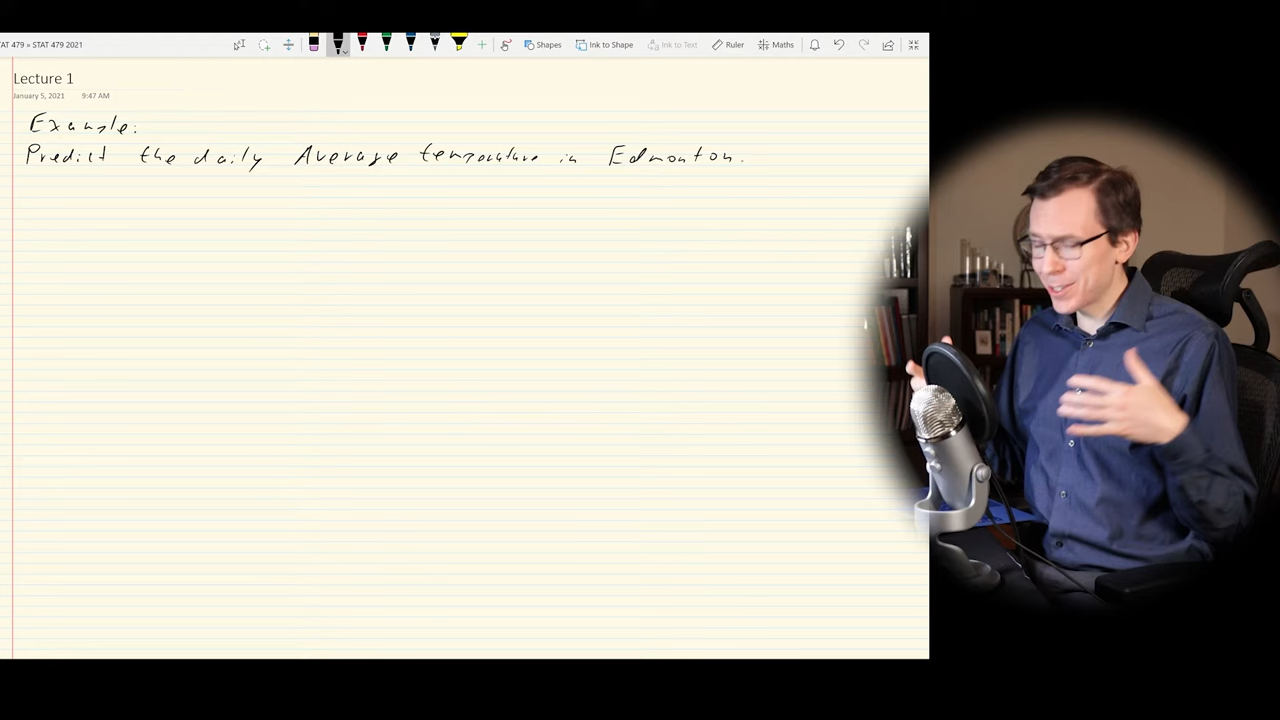 AT 479 » STAT 479 2021
Shapes Ink to Shape Ink to Text Ruler Maths
Lecture 1
January 5, 2021 9:47 AM
Example:
Predict the daily Average temperature in Edmonton.